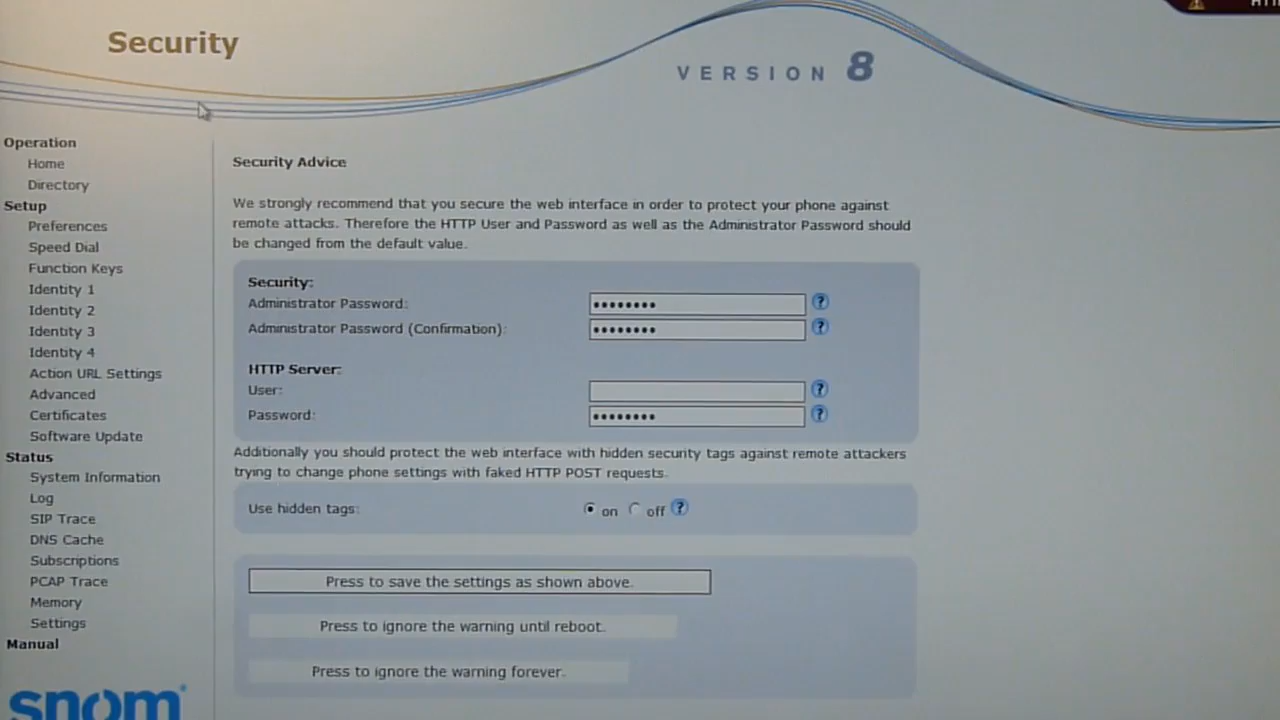 Security
VERSION 8
Operation
Home
Directory
Setup
Preferences
Speed Dial
Function Keys
Identity 1
Identity 2
Identity 3
Identity 4
Action URL Settings
Advanced
Certificates
Software Update
Status
System Information
Log
SIP Trace
DNS Cache
Subscriptions
PCAP Trace
Memory
Settings
Manual
snom
Security Advice
We strongly recommend that you secure the web interface in order to protect your phone against
remote attacks. Therefore the HTTP User and Password as well as the Administrator Password should
be changed from the default value.
Security:
Administrator Password:
Administrator Password (Confirmation):
HTTP Server:
User:
Password:
Additionally you should protect the web interface with hidden security tags against remote attackers
trying to change phone settings with faked HTTP POST requests.
Use hidden tags: on off
Press to save the settings as shown above.
Press to ignore the warning until reboot.
Press to ignore the warning forever.